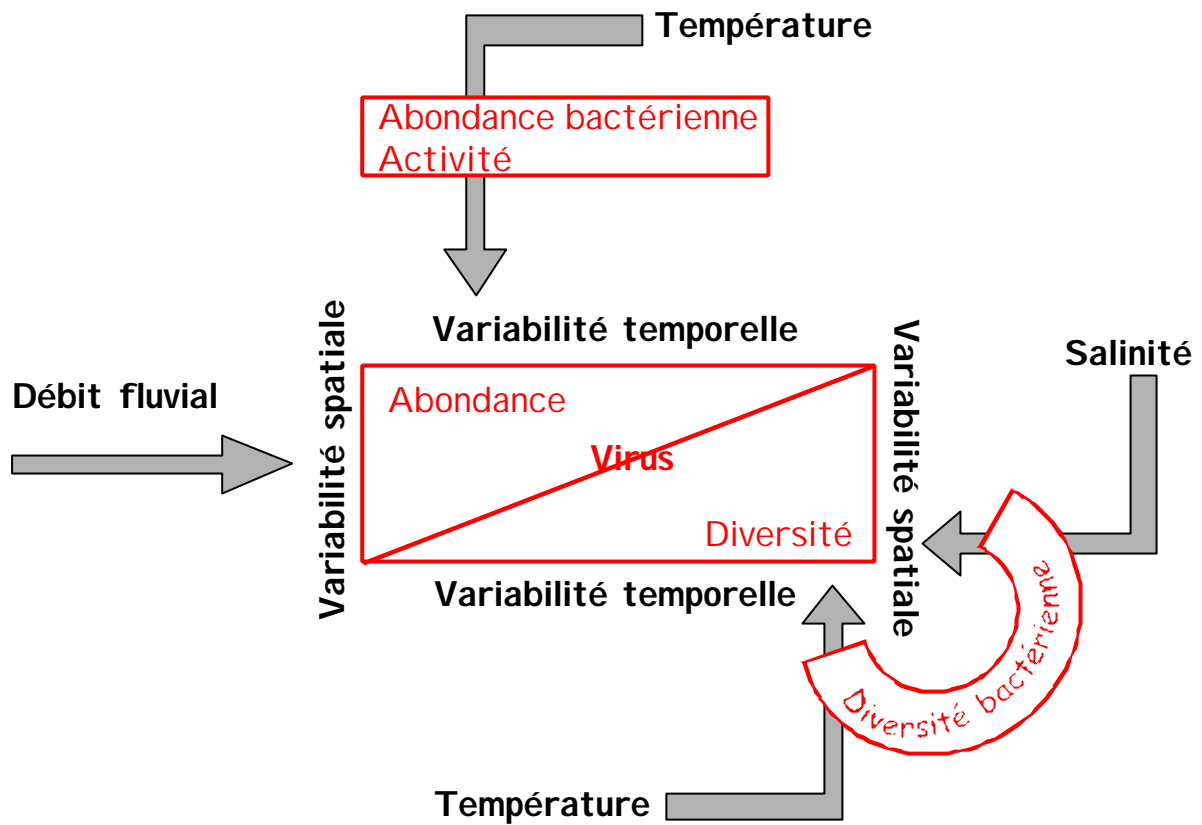 Température
Abondance bactérienne
Activité
Variabilité temporelle
Variabilité spatiale
Variabilité spatiale
Salinité
Débit fluvial
Abondance
Virus
Diversité
Variabilité temporelle
Diversité bactérienne
Température